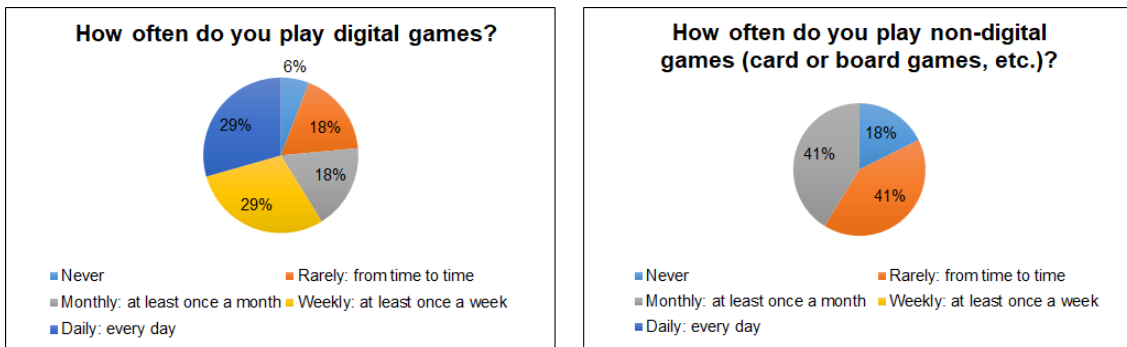 How often do you play digital games?
6%
29%
18%
18%
29%
Never
Rarely: from time to time
Monthly: at least once a month
Weekly: at least once a week
Daily: every day
How often do you play non-digital
games (card or board games, etc.)?
18%
41%
41%
Never
Rarely: from time to time
Monthly: at least once a month
Weekly: at least once a week
Daily: every day